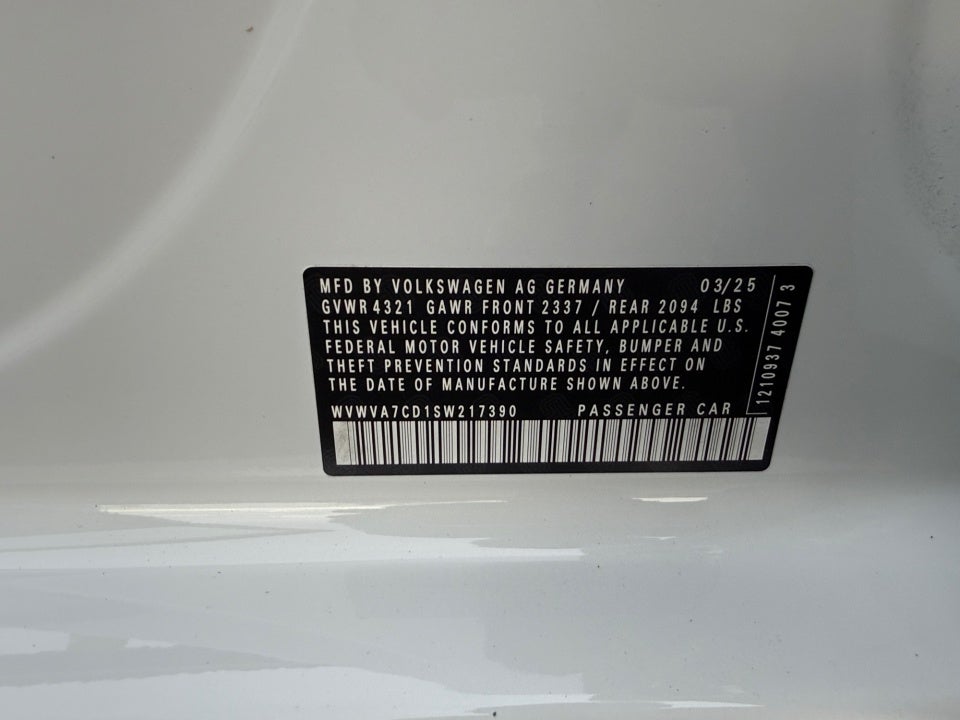 MFD BY VOLKSWAGEN AG GERMANY 03/25
GVWR 4321 GAWR FRONT 2337 / REAR 2094 LBS
THIS VEHICLE CONFORMS TO ALL APPLICABLE U.S.
FEDERAL MOTOR VEHICLE SAFETY, BUMPER AND
THEFT PREVENTION STANDARDS IN EFFECT ON
THE DATE OF MANUFACTURE SHOWN ABOVE.
WVWVA7CD1SW217390 PASSENGER CAR
1210937 4007 3